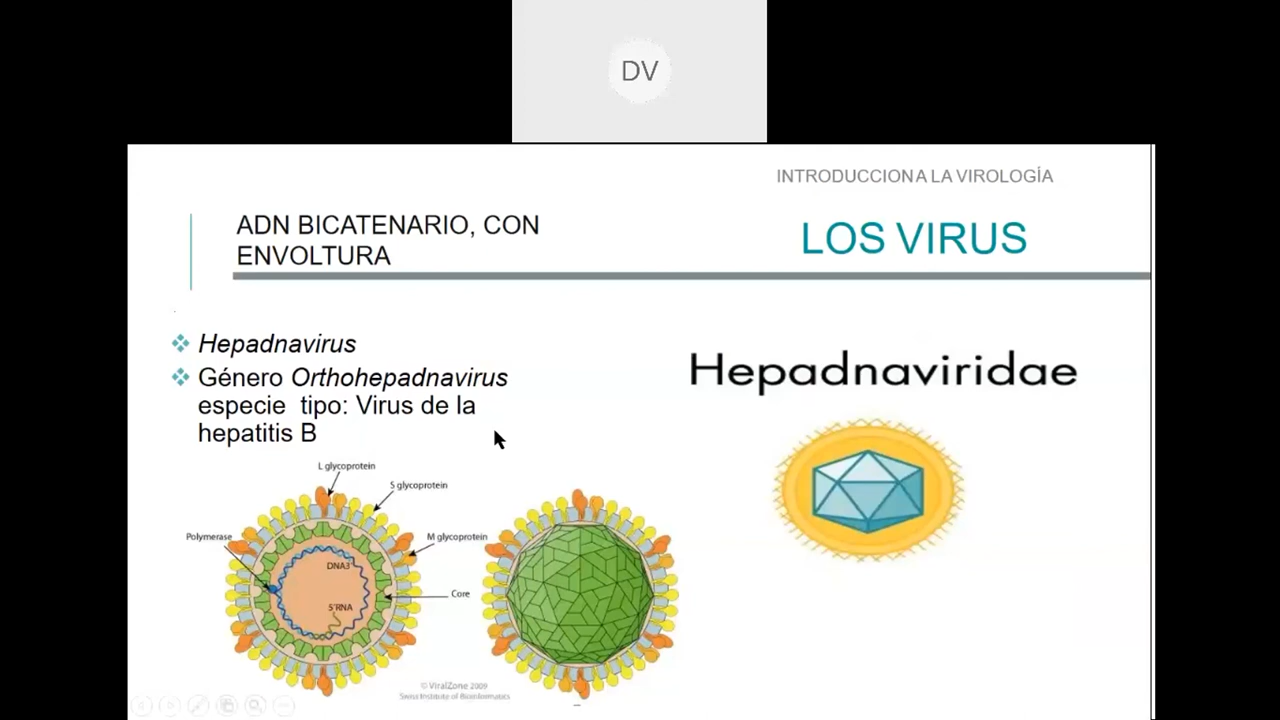 DV
INTRODUCCION A LA VIROLOGÍA
ADN BICATENARIO, CON
ENVOLTURA
LOS VIRUS
Hepadnavirus
Género Orthohepadnavirus
especie tipo: Virus de la
hepatitis B
Hepadnaviridae
L glycoprotein
S glycoprotein
Polymerase
M glycoprotein
DNA3'
Core
5'RNA
© ViralZone 2009
Swiss Institute of Bioinformatics